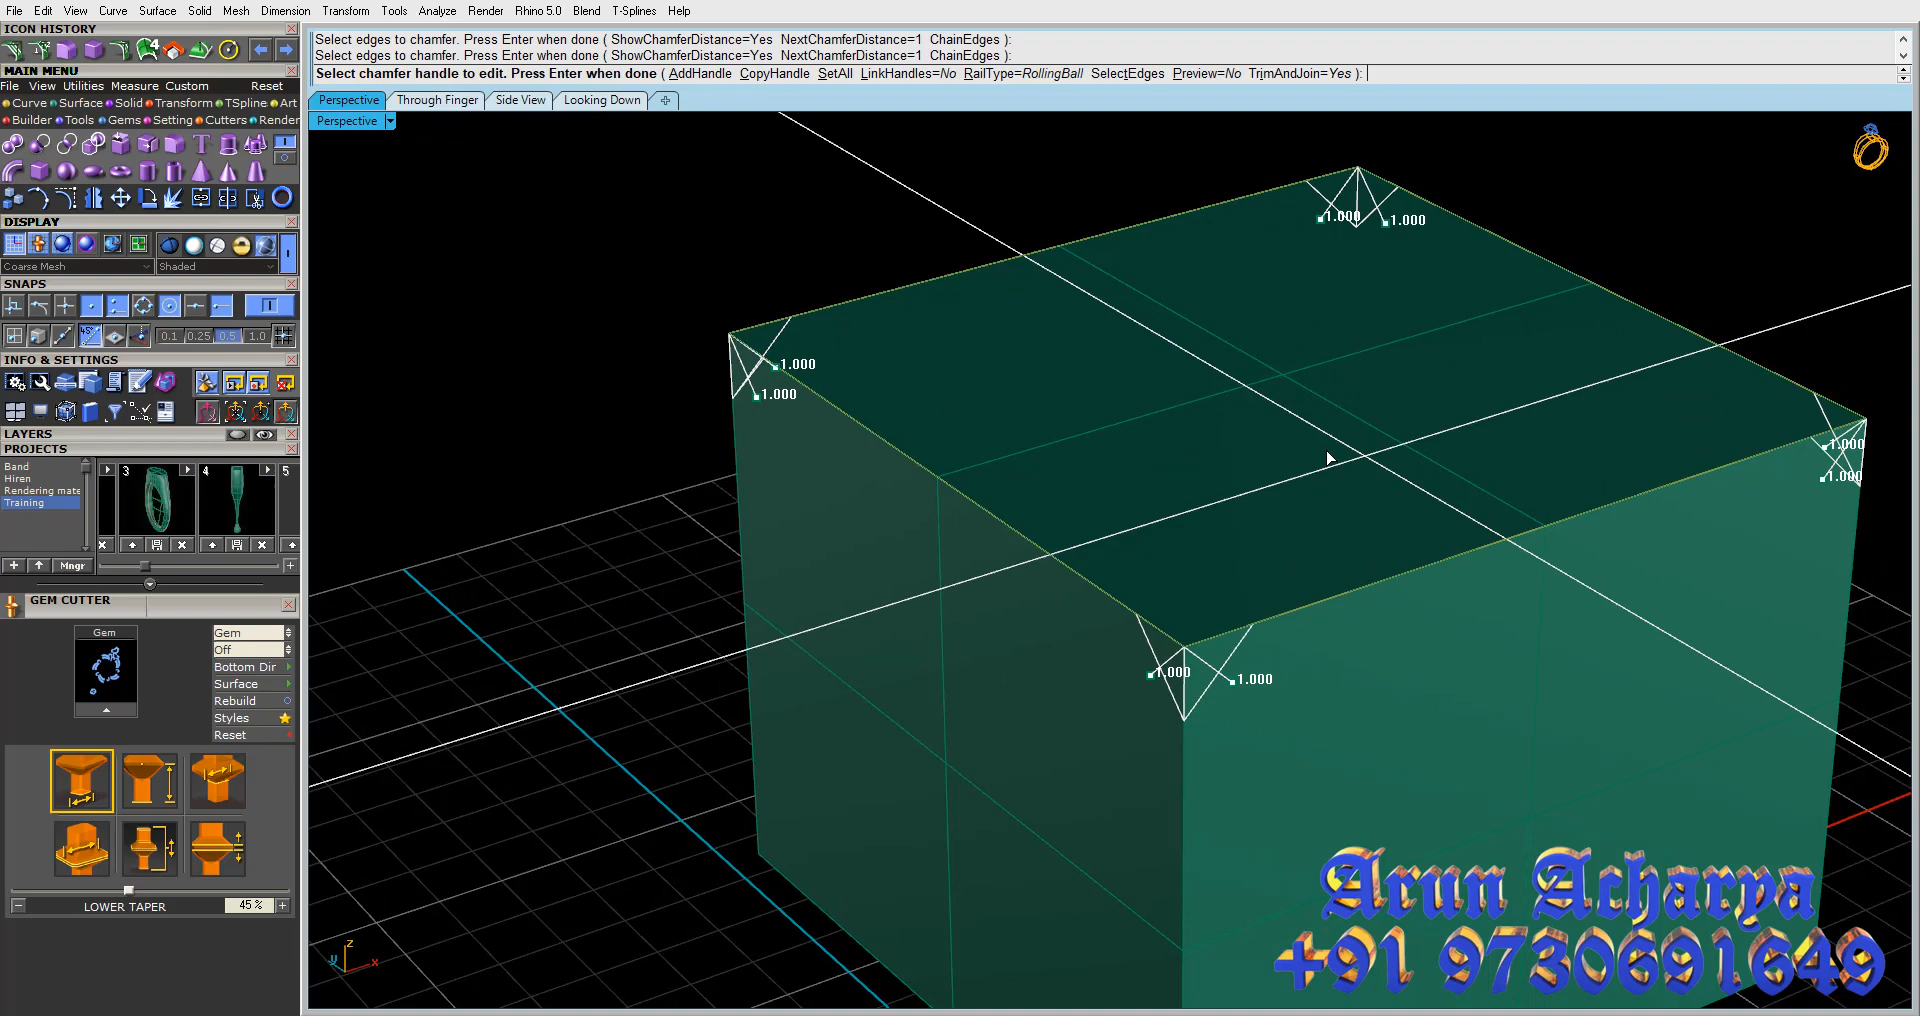 File Edit View Curve Surface Solid Mesh Dimension Transform Tools Analyze Render Rhino 5.0 Blend T-Splines Help
ICON HISTORY
MAIN MENU
File View Utilities Measure Custom Reset
Curve Surface Solid Transform TSpline Art
Builder Tools Gems Setting Cutters Render
DISPLAY
Coarse Mesh Shaded
SNAPS
45°
0.1 0.25 0.5 1.0
INFO & SETTINGS
LAYERS
PROJECTS
Band
Hiren
Rendering mate
Training
3 4 5
Mngr
GEM CUTTER
Gem
Gem
Off
Bottom Dir
Surface
Rebuild
Styles
Reset
LOWER TAPER 45 %
Select edges to chamfer. Press Enter when done ( ShowChamferDistance=Yes NextChamferDistance=1 ChainEdges ):
Select edges to chamfer. Press Enter when done ( ShowChamferDistance=Yes NextChamferDistance=1 ChainEdges ):
Select chamfer handle to edit. Press Enter when done ( AddHandle CopyHandle SetAll LinkHandles=No RailType=RollingBall SelectEdges Preview=No TrimAndJoin=Yes ):
Perspective Through Finger Side View Looking Down
Perspective
1.000 1.000
1.000
1.000
1.000
1.000
1.000 1.000
z
y x
Arun Acharya
+91 9730691649